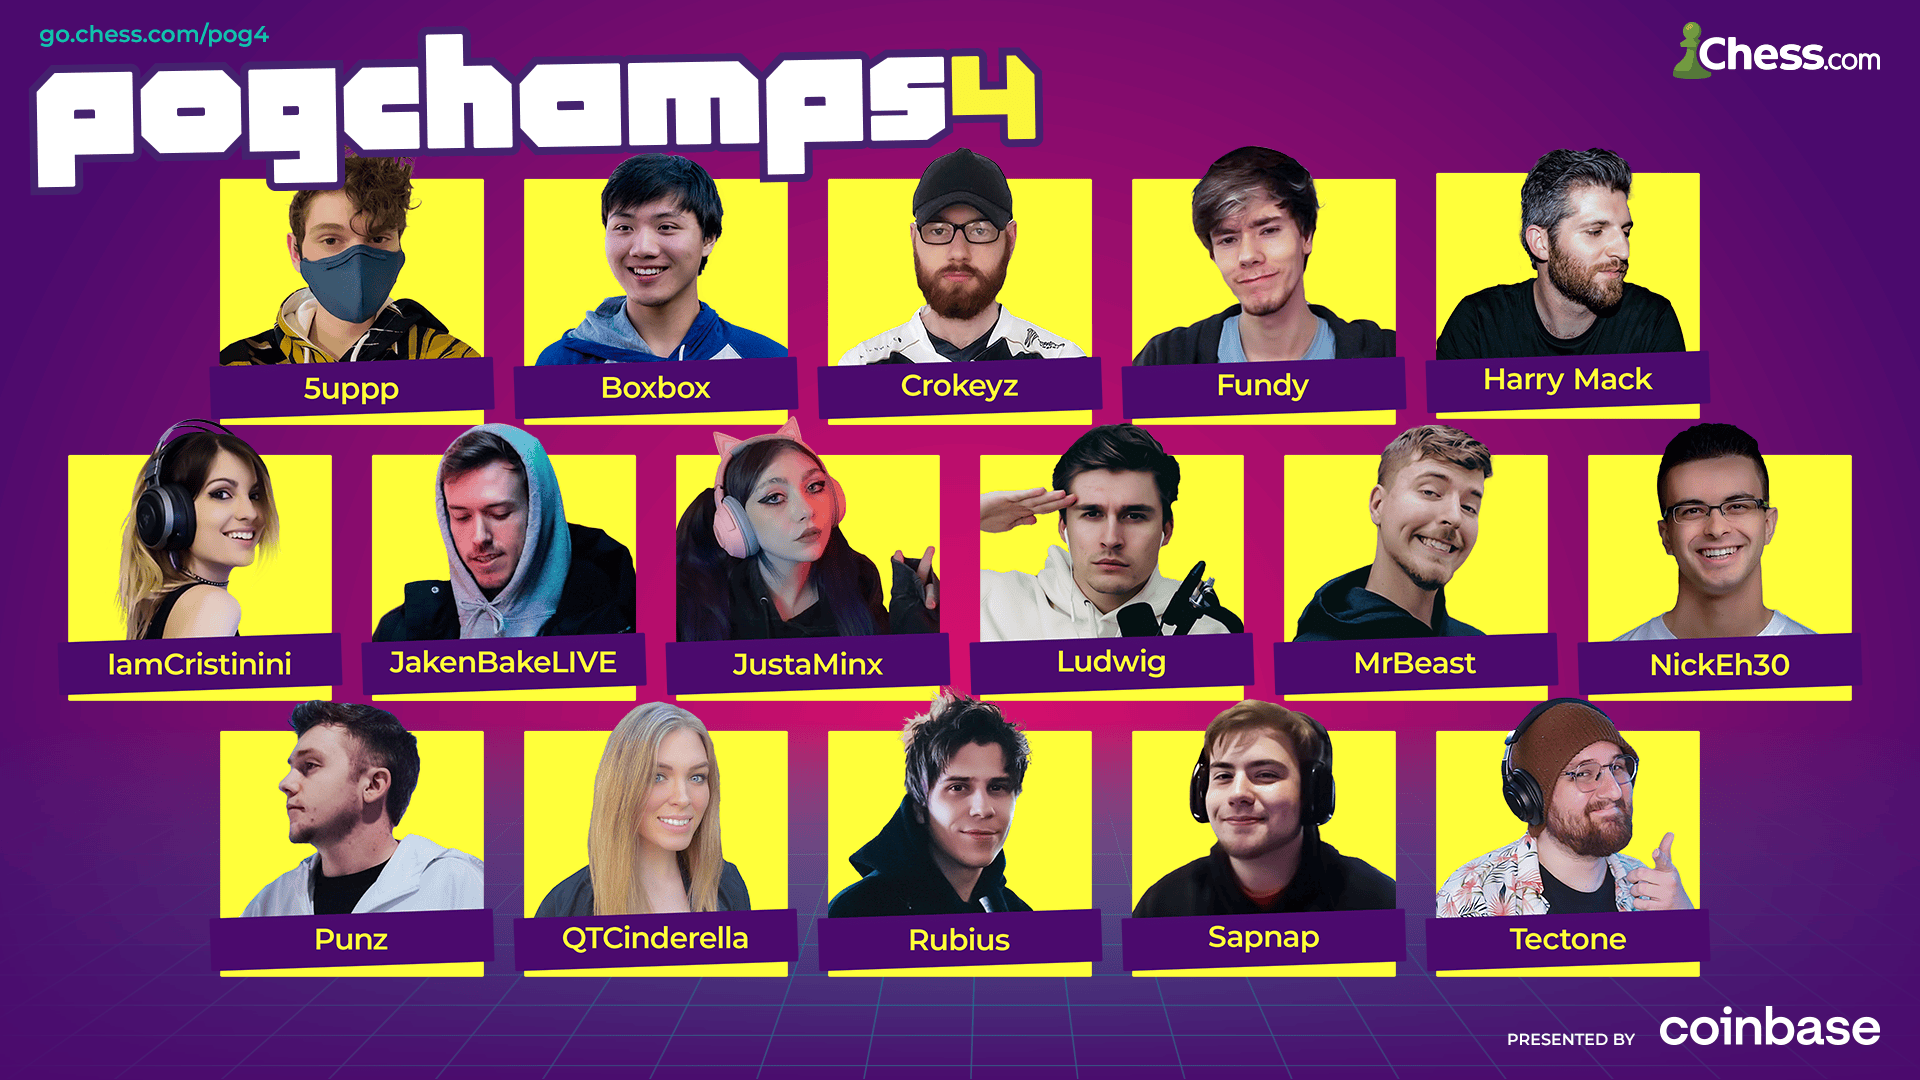 go.chess.com/pog4
pogchamps4
Chess.com
5uppp
Boxbox
Crokeyz
Fundy
Harry Mack
IamCristinini
JakenBakeLIVE
JustaMinx
Ludwig
MrBeast
NickEh30
Punz
QTCinderella
Rubius
Sapnap
Tectone
PRESENTED BY coinbase